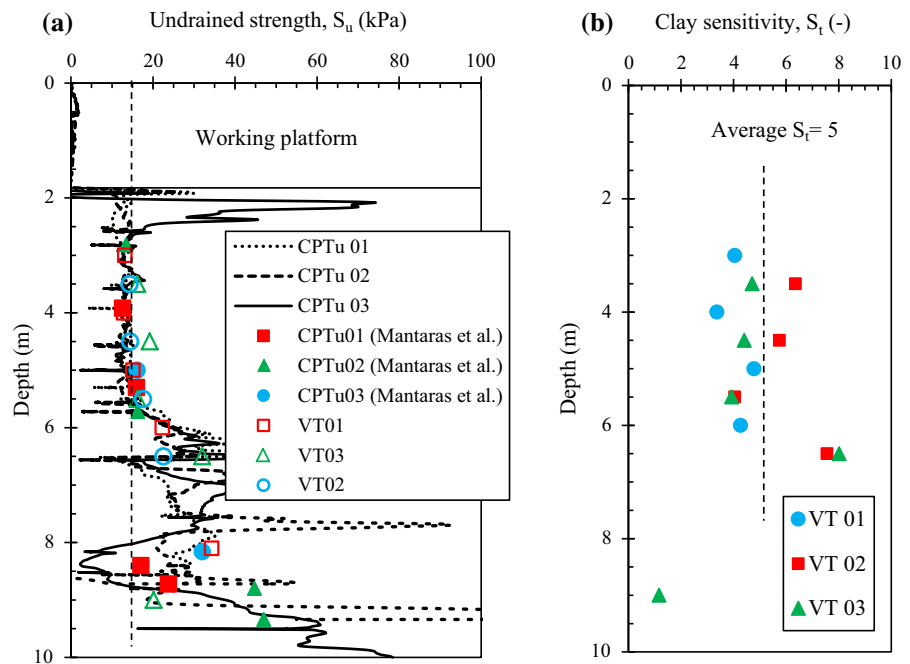 (a)
Undrained strength, Su (kPa)
0 20 40 60 80 100
0
2
4
6
8
10
Depth (m)
Working platform
CPTu 01
CPTu 02
CPTu 03
CPTu01 (Mantaras et al.)
CPTu02 (Mantaras et al.)
CPTu03 (Mantaras et al.)
VT01
VT03
VT02
(b)
Clay sensitivity, St (-)
0 2 4 6 8 10
0
2
4
6
8
10
Depth (m)
Average St= 5
VT 01
VT 02
VT 03